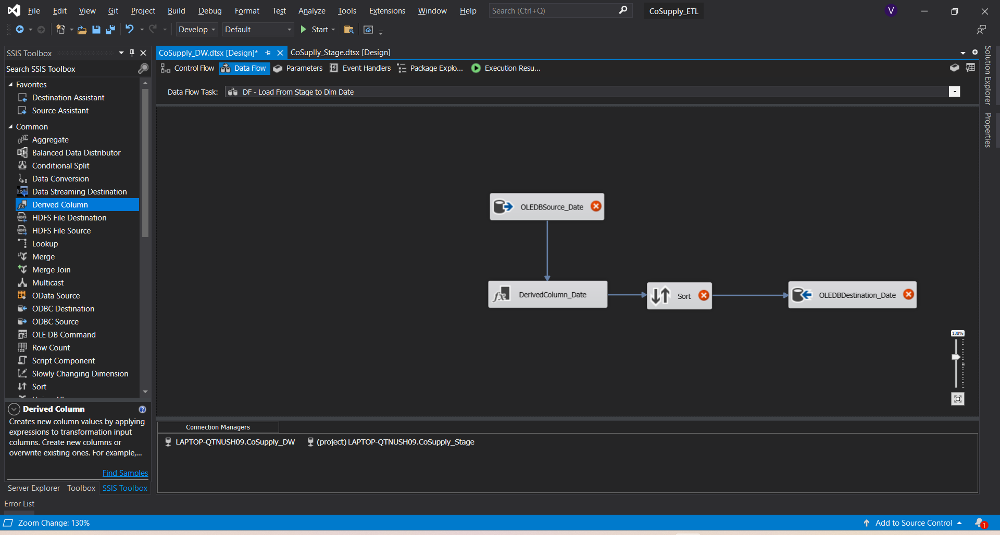 File Edit View Git Project Build Debug Format Test Analyze Tools Extensions Window Help Search (Ctrl+Q) CoSupply_ETL V
Develop Default Start
SSIS Toolbox
Search SSIS Toolbox
Favorites
Destination Assistant
Source Assistant
Common
Aggregate
Balanced Data Distributor
Conditional Split
Data Conversion
Data Streaming Destination
Derived Column
HDFS File Destination
HDFS File Source
Lookup
Merge
Merge Join
Multicast
OData Source
ODBC Destination
ODBC Source
OLE DB Command
Row Count
Script Component
Slowly Changing Dimension
Sort
Derived Column
Creates new column values by applying
expressions to transformation input
columns. Create new columns or
overwrite existing ones. For example,...
Find Samples
Server Explorer Toolbox SSIS Toolbox
Error List
CoSupply_DW.dtsx [Design]* CoSuplly_Stage.dtsx [Design]
Control Flow Data Flow Parameters Event Handlers Package Explo... Execution Resu...
Data Flow Task: DF - Load From Stage to Dim Date
OLEDBSource_Date
DerivedColumn_Date
Sort
OLEDBDestination_Date
130%
Connection Managers
LAPTOP-QTNUSH09.CoSupply_DW (project) LAPTOP-QTNUSH09.CoSupply_Stage
Solution Explorer
Properties
Zoom Change: 130% Add to Source Control 1